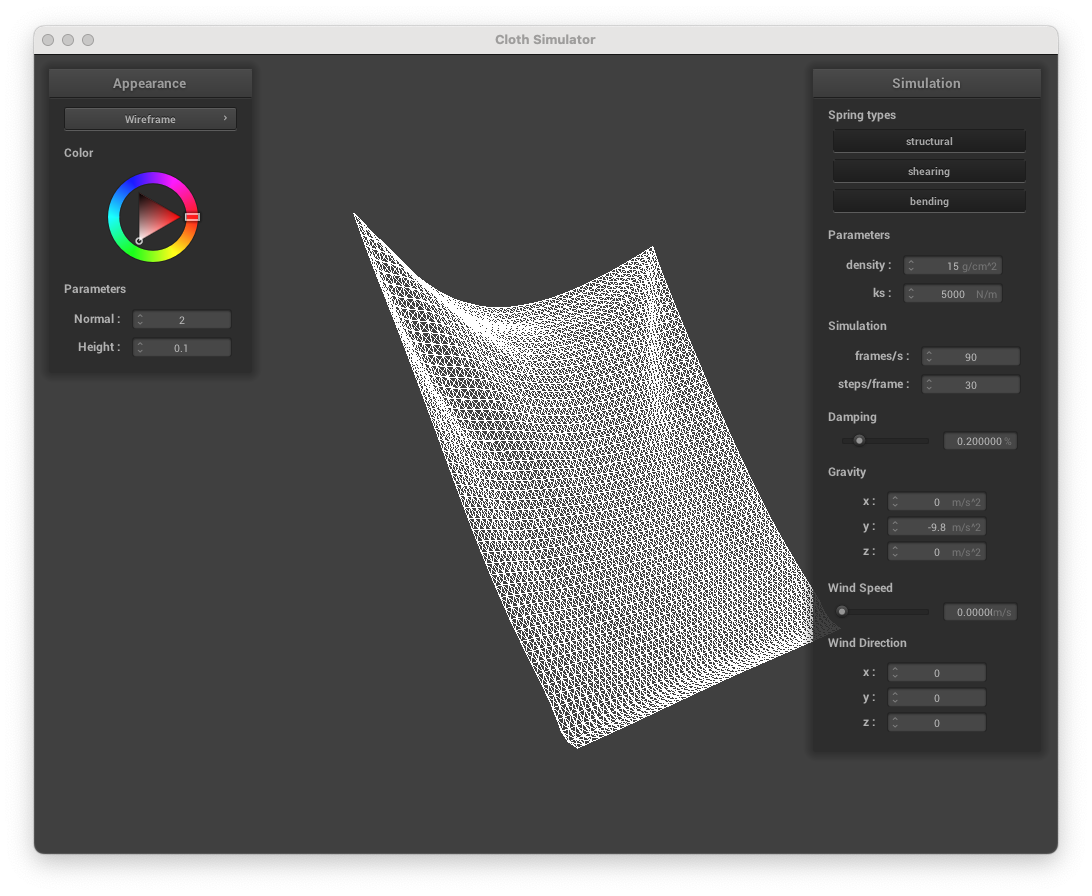 Cloth Simulator
Appearance
Wireframe
Color
Parameters
Normal : 2
Height : 0.1
Simulation
Spring types
structural
shearing
bending
Parameters
density : 15 g/cm^2
ks : 5000 N/m
Simulation
frames/s : 90
steps/frame : 30
Damping
0.200000 %
Gravity
x : 0 m/s^2
y : -9.8 m/s^2
z : 0 m/s^2
Wind Speed
0.0000 m/s
Wind Direction
x : 0
y : 0
z : 0